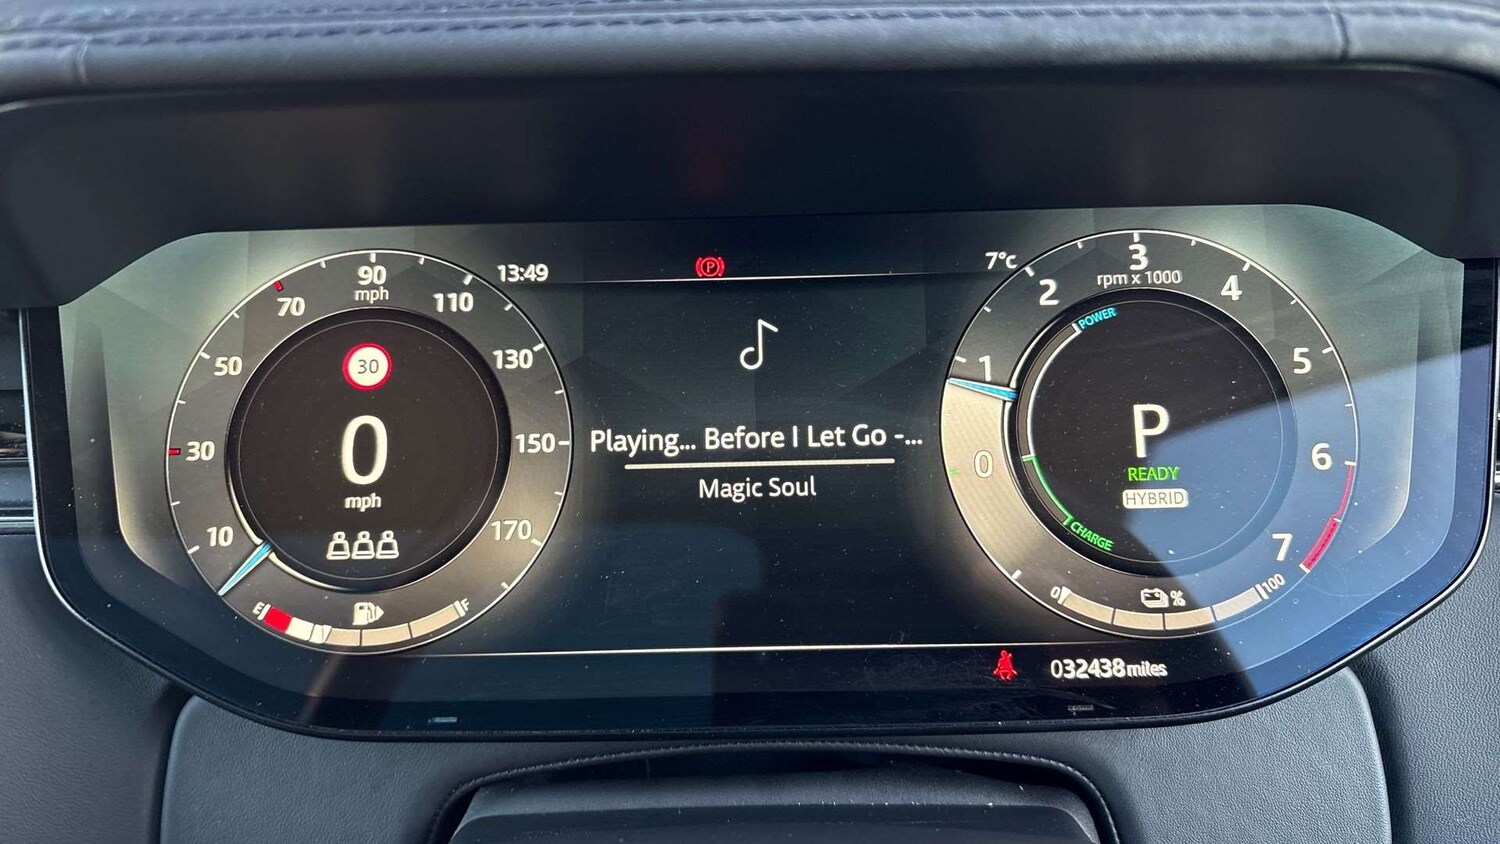 90
mph
70
110
50
130
30
150
10
170
30
0
mph
E
F
13:49
P
7°c
Playing... Before I Let Go -...
Magic Soul
3
rpm x 1000
2
4
1
5
0
6
7
POWER
P
READY
HYBRID
CHARGE
0
%
100
032438 miles